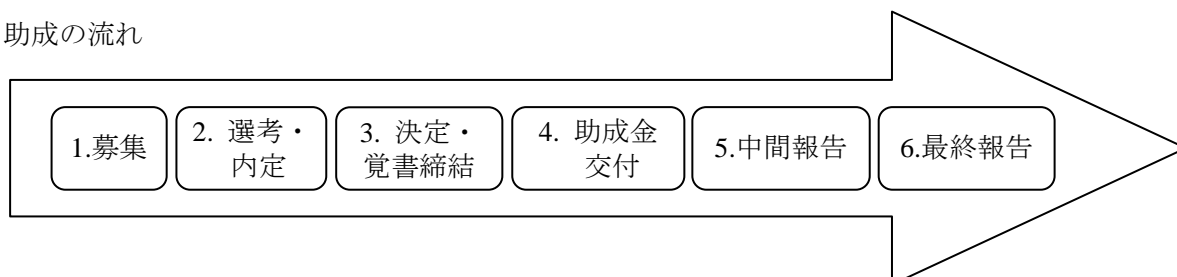 助成の流れ
1.募集
2. 選考・
内定
3. 決定・
覚書締結
4. 助成金
交付
5.中間報告
6.最終報告